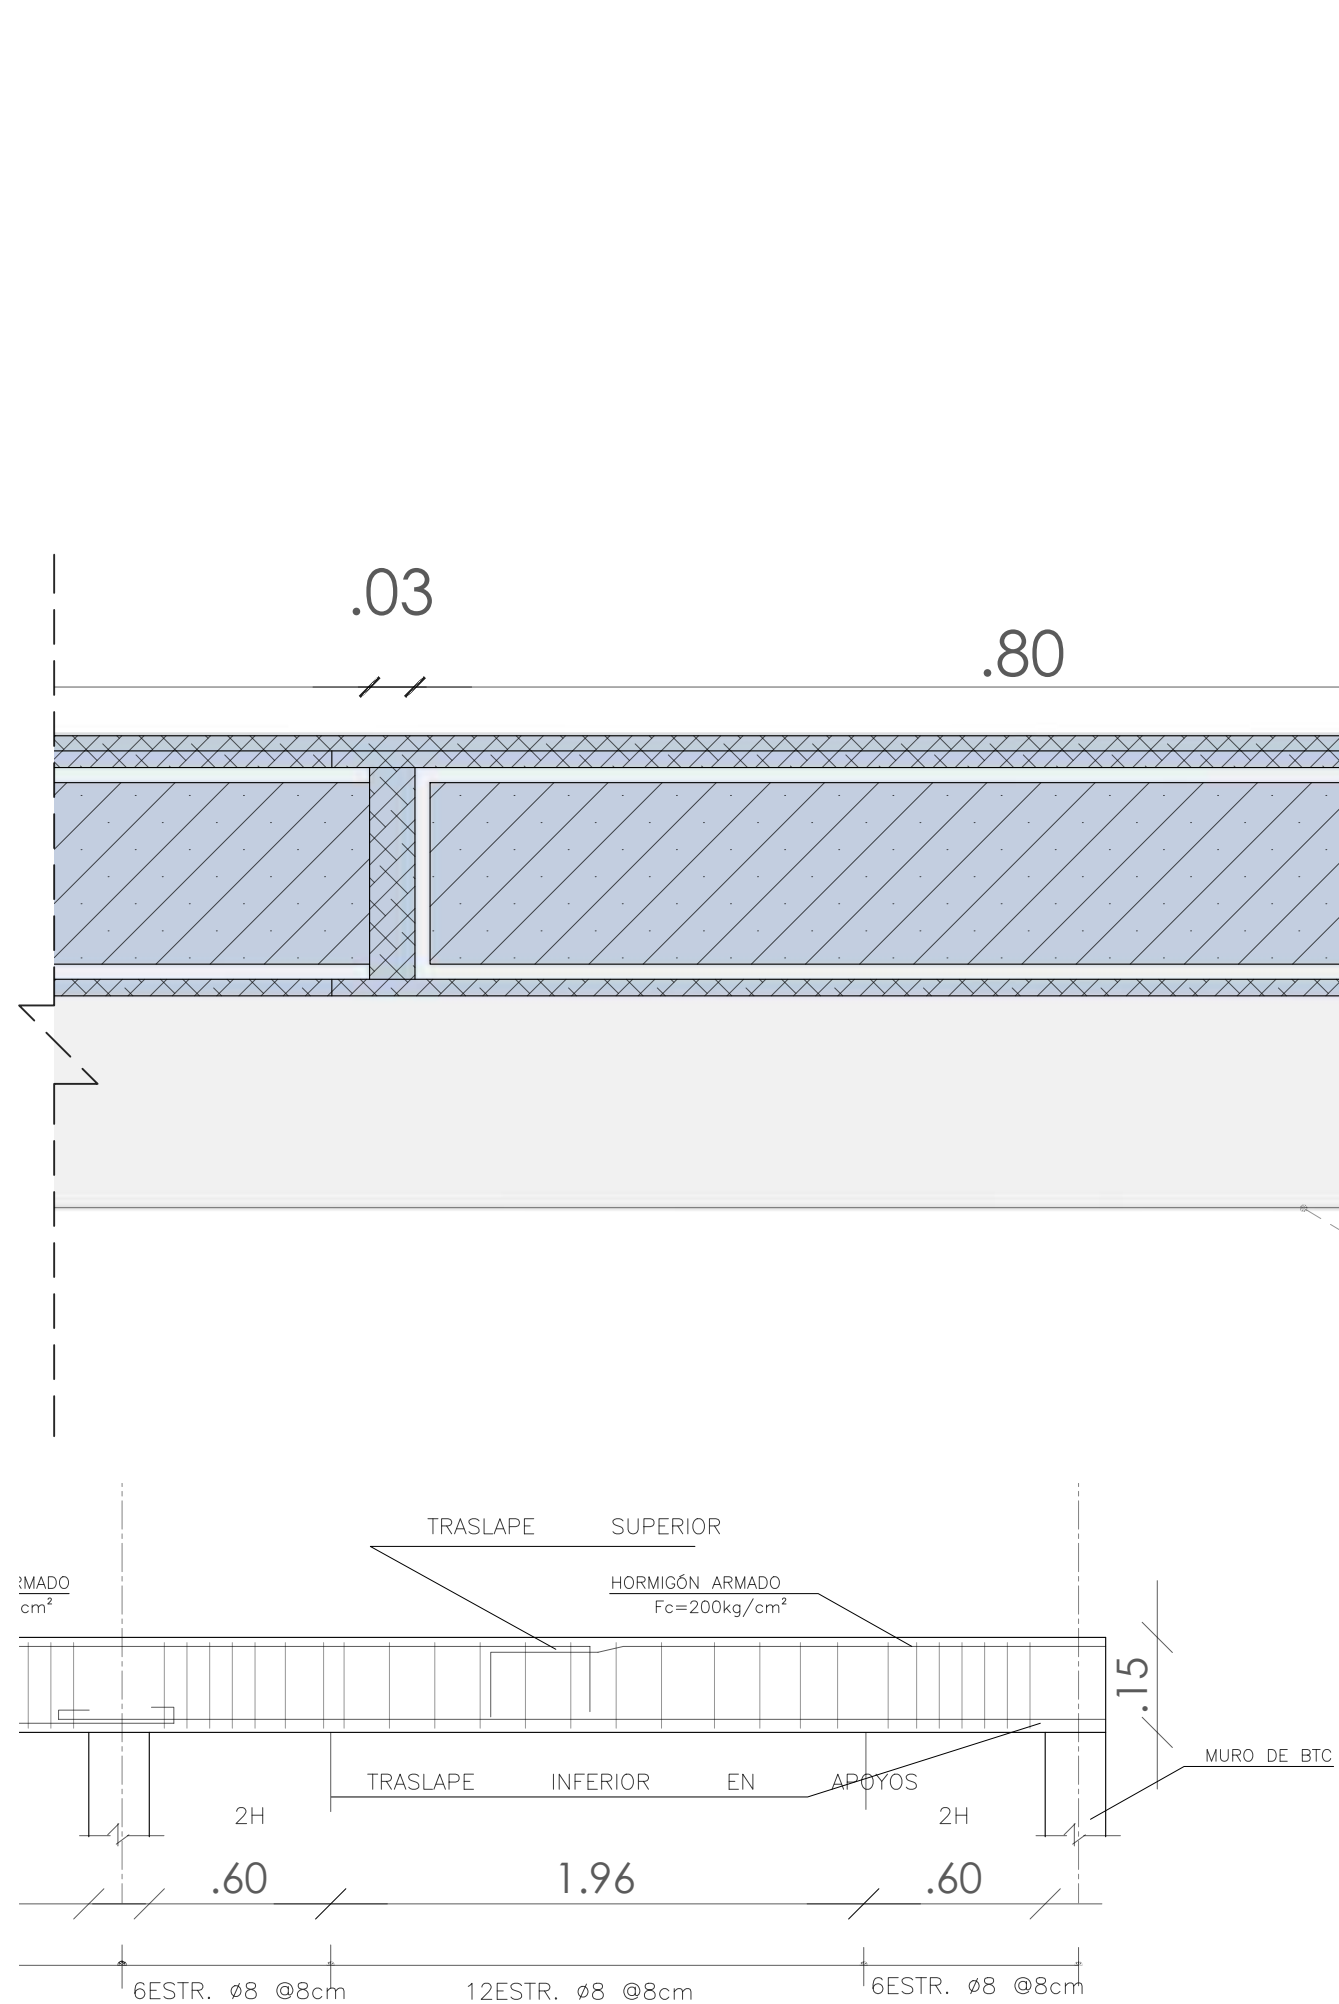 .03
.80
TRASLAPE SUPERIOR
RMADO
cm²
HORMIGÓN ARMADO
Fc=200kg/cm²
.15
MURO DE BTC
TRASLAPE INFERIOR EN APOYOS
2H
2H
.60
1.96
.60
6ESTR. ø8 @8cm
12ESTR. ø8 @8cm
6ESTR. ø8 @8cm